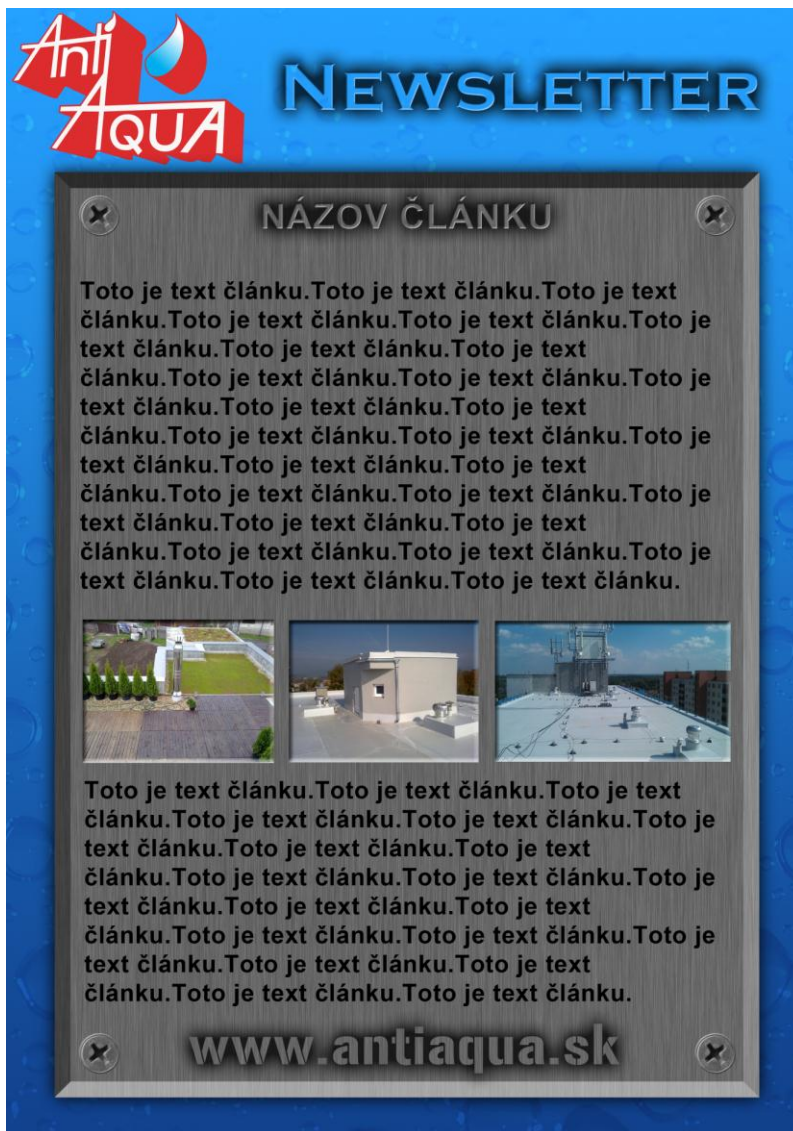 Anti
AQUA
NEWSLETTER
NÁZOV ČLÁNKU
Toto je text článku.Toto je text článku.Toto je text
článku.Toto je text článku.Toto je text článku.Toto je
text článku.Toto je text článku.Toto je text
článku.Toto je text článku.Toto je text článku.Toto je
text článku.Toto je text článku.Toto je text
článku.Toto je text článku.Toto je text článku.Toto je
text článku.Toto je text článku.Toto je text
článku.Toto je text článku.Toto je text článku.Toto je
text článku.Toto je text článku.Toto je text
článku.Toto je text článku.Toto je text článku.Toto je
text článku.Toto je text článku.Toto je text článku.
Toto je text článku.Toto je text článku.Toto je text
článku.Toto je text článku.Toto je text článku.Toto je
text článku.Toto je text článku.Toto je text
článku.Toto je text článku.Toto je text článku.Toto je
text článku.Toto je text článku.Toto je text
článku.Toto je text článku.Toto je text článku.Toto je
text článku.Toto je text článku.Toto je text
článku.Toto je text článku.Toto je text článku.
www.antiaqua.sk